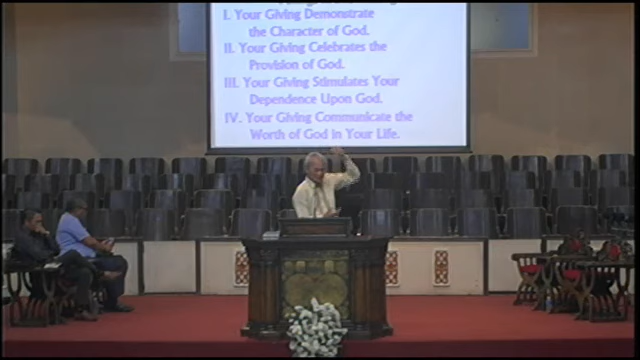 I. Your Giving Demonstrate
the Character of God.
II. Your Giving Celebrates the
Provision of God.
III. Your Giving Stimulates Your
Dependence Upon God.
IV. Your Giving Communicate the
Worth of God in Your Life.